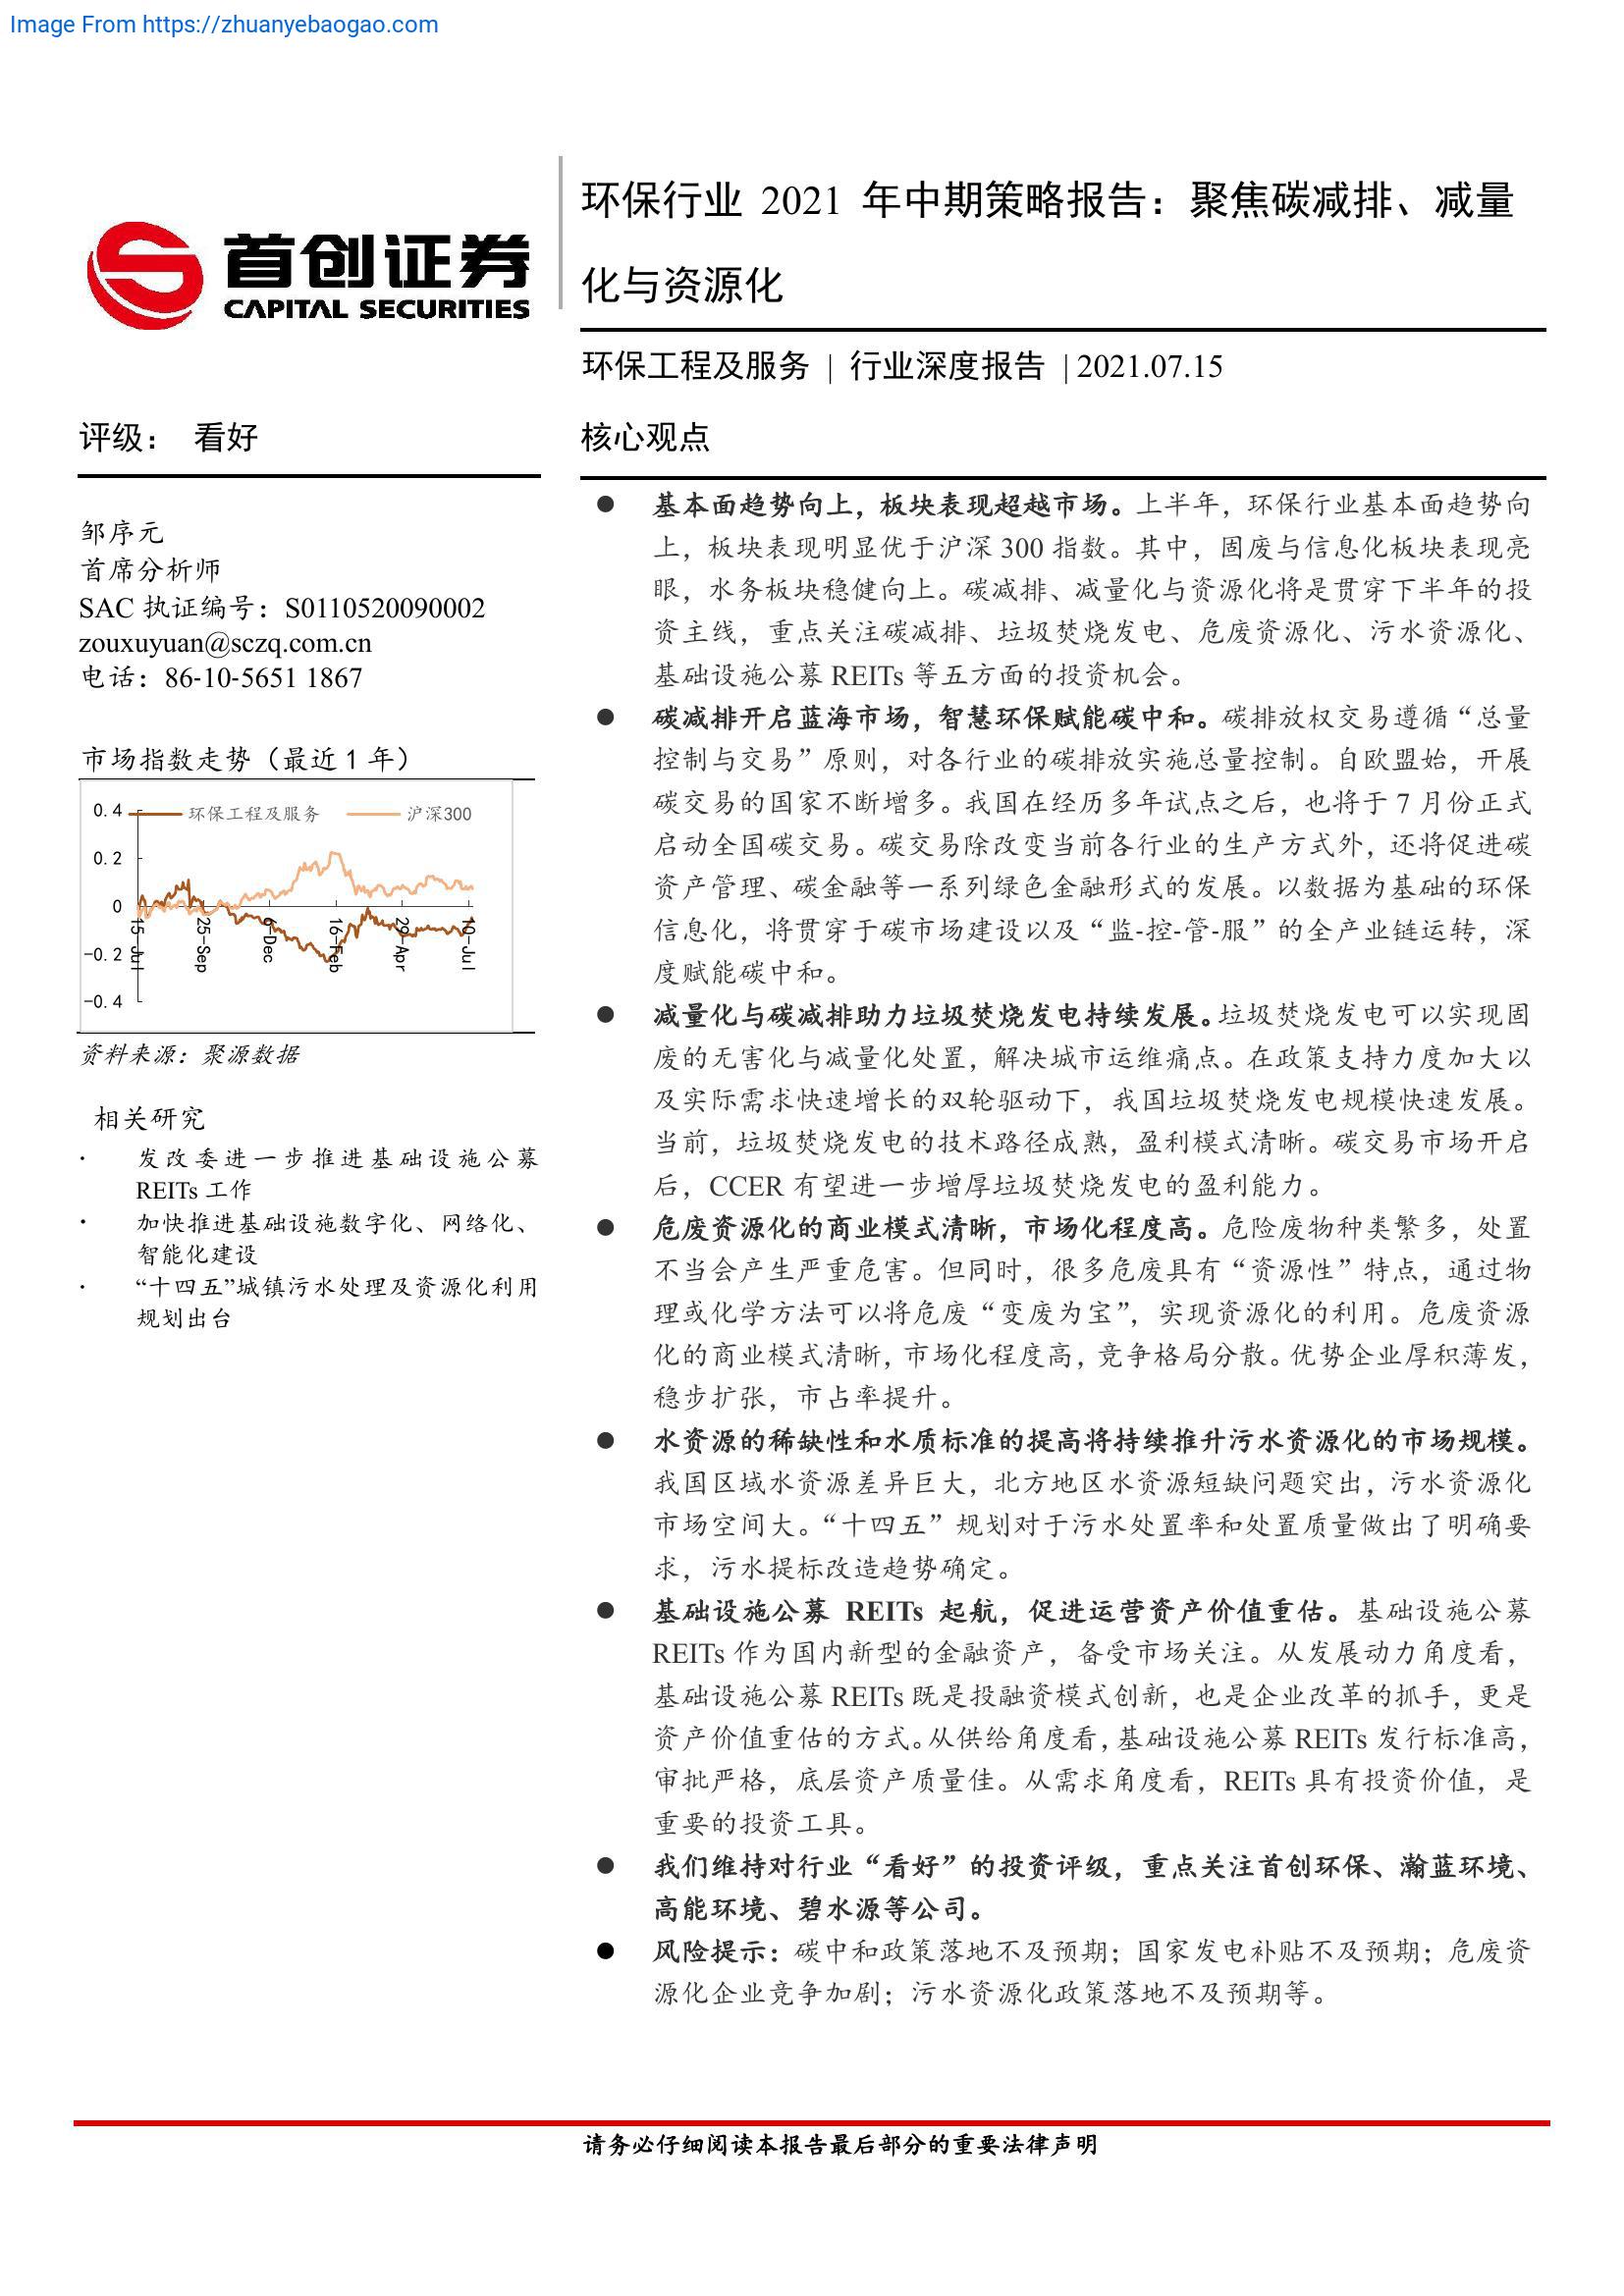 Image From https://zhuanyebaogao.com
首创证券
CAPITAL SECURITIES
环保行业 2021 年中期策略报告：聚焦碳减排、减量
化与资源化
环保工程及服务 | 行业深度报告 | 2021.07.15
评级： 看好
邹序元
首席分析师
SAC 执证编号：S0110520090002
zouxuyuan@sczq.com.cn
电话：86-10-5651 1867
市场指数走势（最近 1 年）
环保工程及服务 沪深300
0.4
0.2
0
-0.2
-0.4
15-Jul
25-Sep
6-Dec
16-Feb
29-Apr
10-Jul
资料来源：聚源数据
相关研究
· 发改委进一步推进基础设施公募
REITs 工作
· 加快推进基础设施数字化、网络化、
智能化建设
· “十四五”城镇污水处理及资源化利用
规划出台
核心观点
● 基本面趋势向上，板块表现超越市场。上半年，环保行业基本面趋势向
上，板块表现明显优于沪深 300 指数。其中，固废与信息化板块表现亮
眼，水务板块稳健向上。碳减排、减量化与资源化将是贯穿下半年的投
资主线，重点关注碳减排、垃圾焚烧发电、危废资源化、污水资源化、
基础设施公募 REITs 等五方面的投资机会。
● 碳减排开启蓝海市场，智慧环保赋能碳中和。碳排放权交易遵循“总量
控制与交易”原则，对各行业的碳排放实施总量控制。自欧盟始，开展
碳交易的国家不断增多。我国在经历多年试点之后，也将于 7 月份正式
启动全国碳交易。碳交易除改变当前各行业的生产方式外，还将促进碳
资产管理、碳金融等一系列绿色金融形式的发展。以数据为基础的环保
信息化，将贯穿于碳市场建设以及“监-控-管-服”的全产业链运转，深
度赋能碳中和。
● 减量化与碳减排助力垃圾焚烧发电持续发展。垃圾焚烧发电可以实现固
废的无害化与减量化处置，解决城市运维痛点。在政策支持力度加大以
及实际需求快速增长的双轮驱动下，我国垃圾焚烧发电规模快速发展。
当前，垃圾焚烧发电的技术路径成熟，盈利模式清晰。碳交易市场开启
后，CCER 有望进一步增厚垃圾焚烧发电的盈利能力。
● 危废资源化的商业模式清晰，市场化程度高。危险废物种类繁多，处置
不当会产生严重危害。但同时，很多危废具有“资源性”特点，通过物
理或化学方法可以将危废“变废为宝”，实现资源化的利用。危废资源
化的商业模式清晰，市场化程度高，竞争格局分散。优势企业厚积薄发，
稳步扩张，市占率提升。
● 水资源的稀缺性和水质标准的提高将持续推升污水资源化的市场规模。
我国区域水资源差异巨大，北方地区水资源短缺问题突出，污水资源化
市场空间大。“十四五”规划对于污水处置率和处置质量做出了明确要
求，污水提标改造趋势确定。
● 基础设施公募 REITs 起航，促进运营资产价值重估。基础设施公募
REITs 作为国内新型的金融资产，备受市场关注。从发展动力角度看，
基础设施公募 REITs 既是投融资模式创新，也是企业改革的抓手，更是
资产价值重估的方式。从供给角度看，基础设施公募 REITs 发行标准高，
审批严格，底层资产质量佳。从需求角度看，REITs 具有投资价值，是
重要的投资工具。
● 我们维持对行业“看好”的投资评级，重点关注首创环保、瀚蓝环境、
高能环境、碧水源等公司。
● 风险提示：碳中和政策落地不及预期；国家发电补贴不及预期；危废资
源化企业竞争加剧；污水资源化政策落地不及预期等。
请务必仔细阅读本报告最后部分的重要法律声明